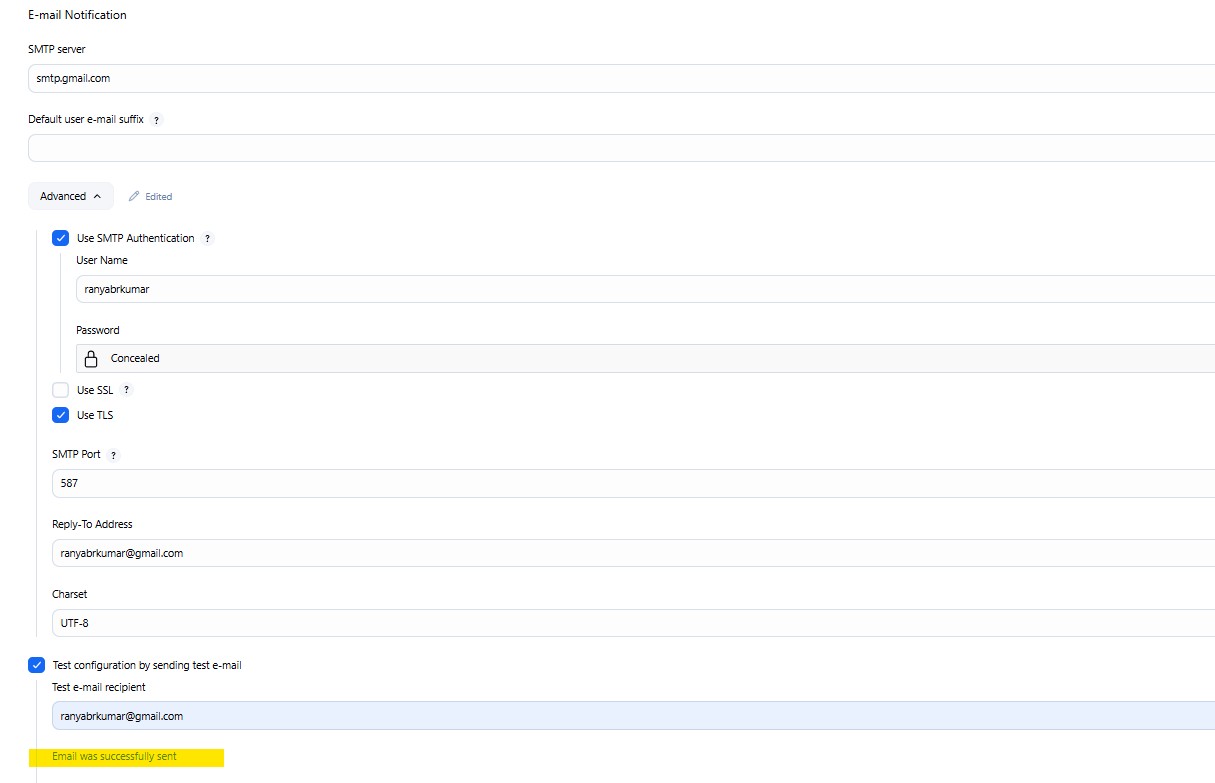 E-mail Notification
SMTP server
smtp.gmail.com
Default user e-mail suffix ?
Advanced Edited
Use SMTP Authentication ?
User Name
ranyabrkumar
Password
Concealed
Use SSL ?
Use TLS
SMTP Port ?
587
Reply-To Address
ranyabrkumar@gmail.com
Charset
UTF-8
Test configuration by sending test e-mail
Test e-mail recipient
ranyabrkumar@gmail.com
Email was successfully sent